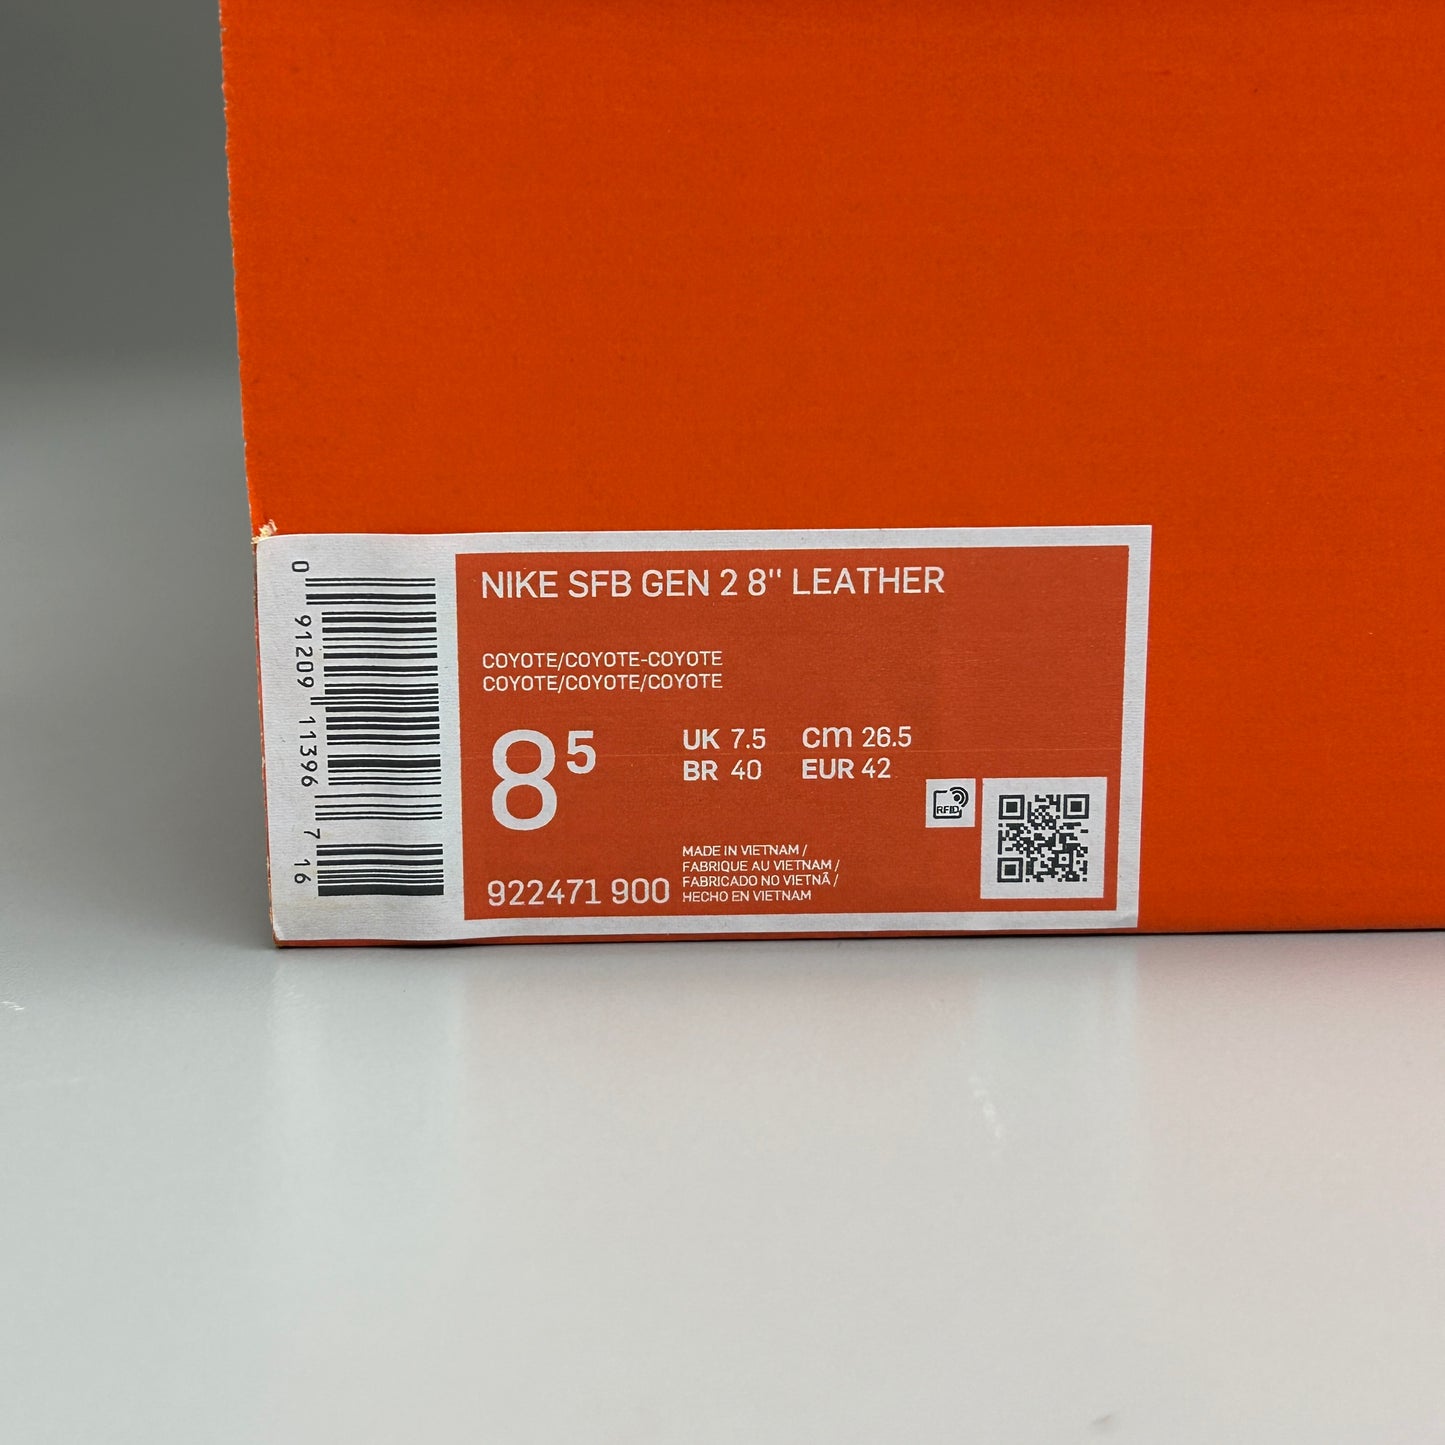 NIKE SFB GEN 2 8" LEATHER
COYOTE/COYOTE-COYOTE
COYOTE/COYOTE/COYOTE
8 5
UK 7.5 cm 26.5
BR 40 EUR 42
RFID
MADE IN VIETNAM /
FABRIQUE AU VIETNAM /
FABRICADO NO VIETNÃ /
HECHO EN VIETNAM
922471 900
0 91209 11396 7 16